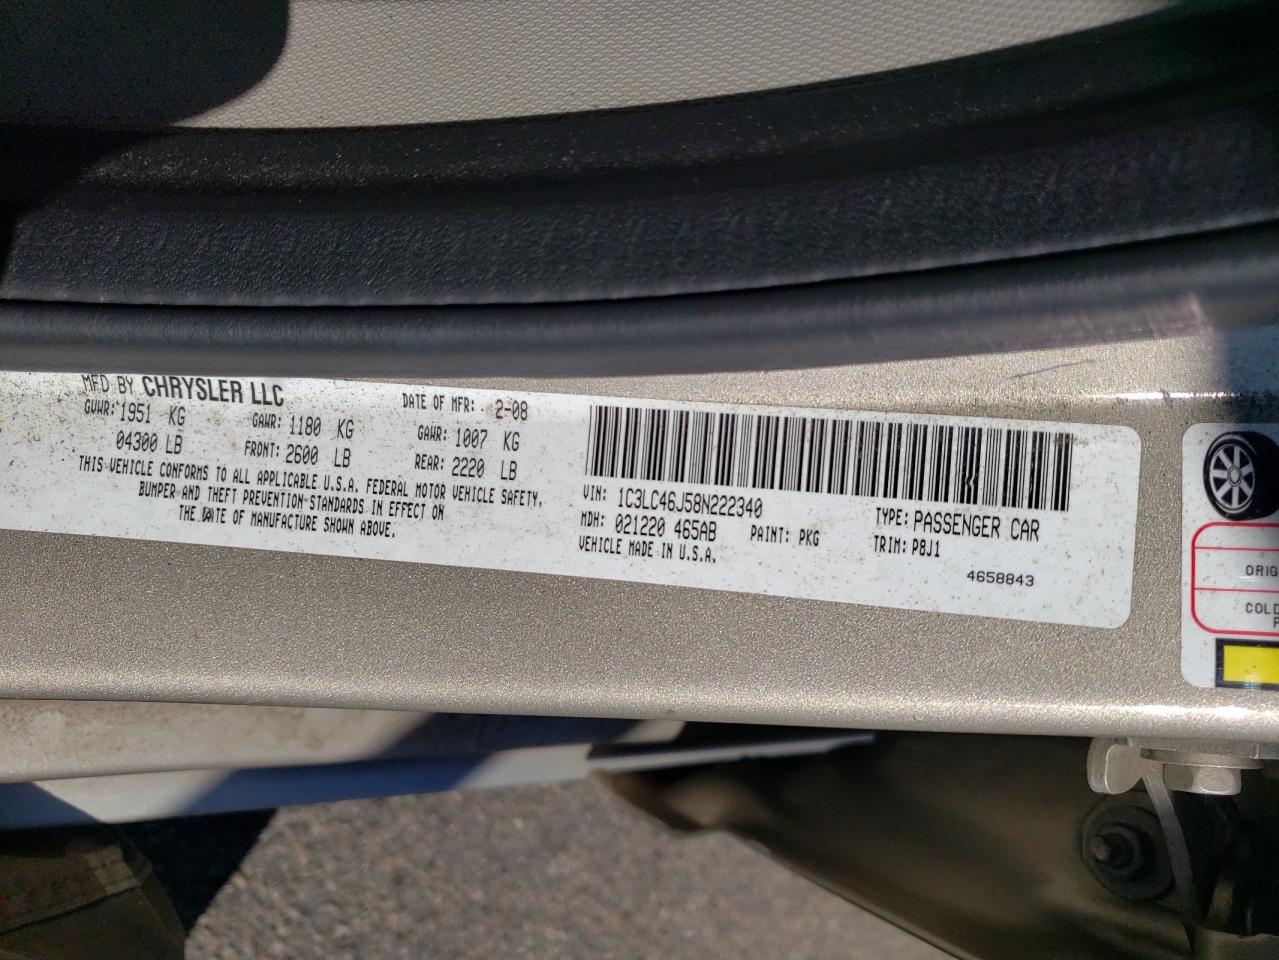 MFD BY CHRYSLER LLC
DATE OF MFR: 2-08
GVWR: 1951 KG GAWR: 1180 KG GAWR: 1007 KG
04300 LB FRONT: 2600 LB REAR: 2220 LB
THIS VEHICLE CONFORMS TO ALL APPLICABLE U.S.A. FEDERAL MOTOR VEHICLE SAFETY,
BUMPER AND THEFT PREVENTION STANDARDS IN EFFECT ON
THE DAY OF MANUFACTURE SHOWN ABOVE.
VIN: 1C3LC46J58N222340 TYPE: PASSENGER CAR
MDH: 021220 465AB PAINT: PKG TRIM: P8J1
VEHICLE MADE IN U.S.A.
4658843
ORIG
COLD
P